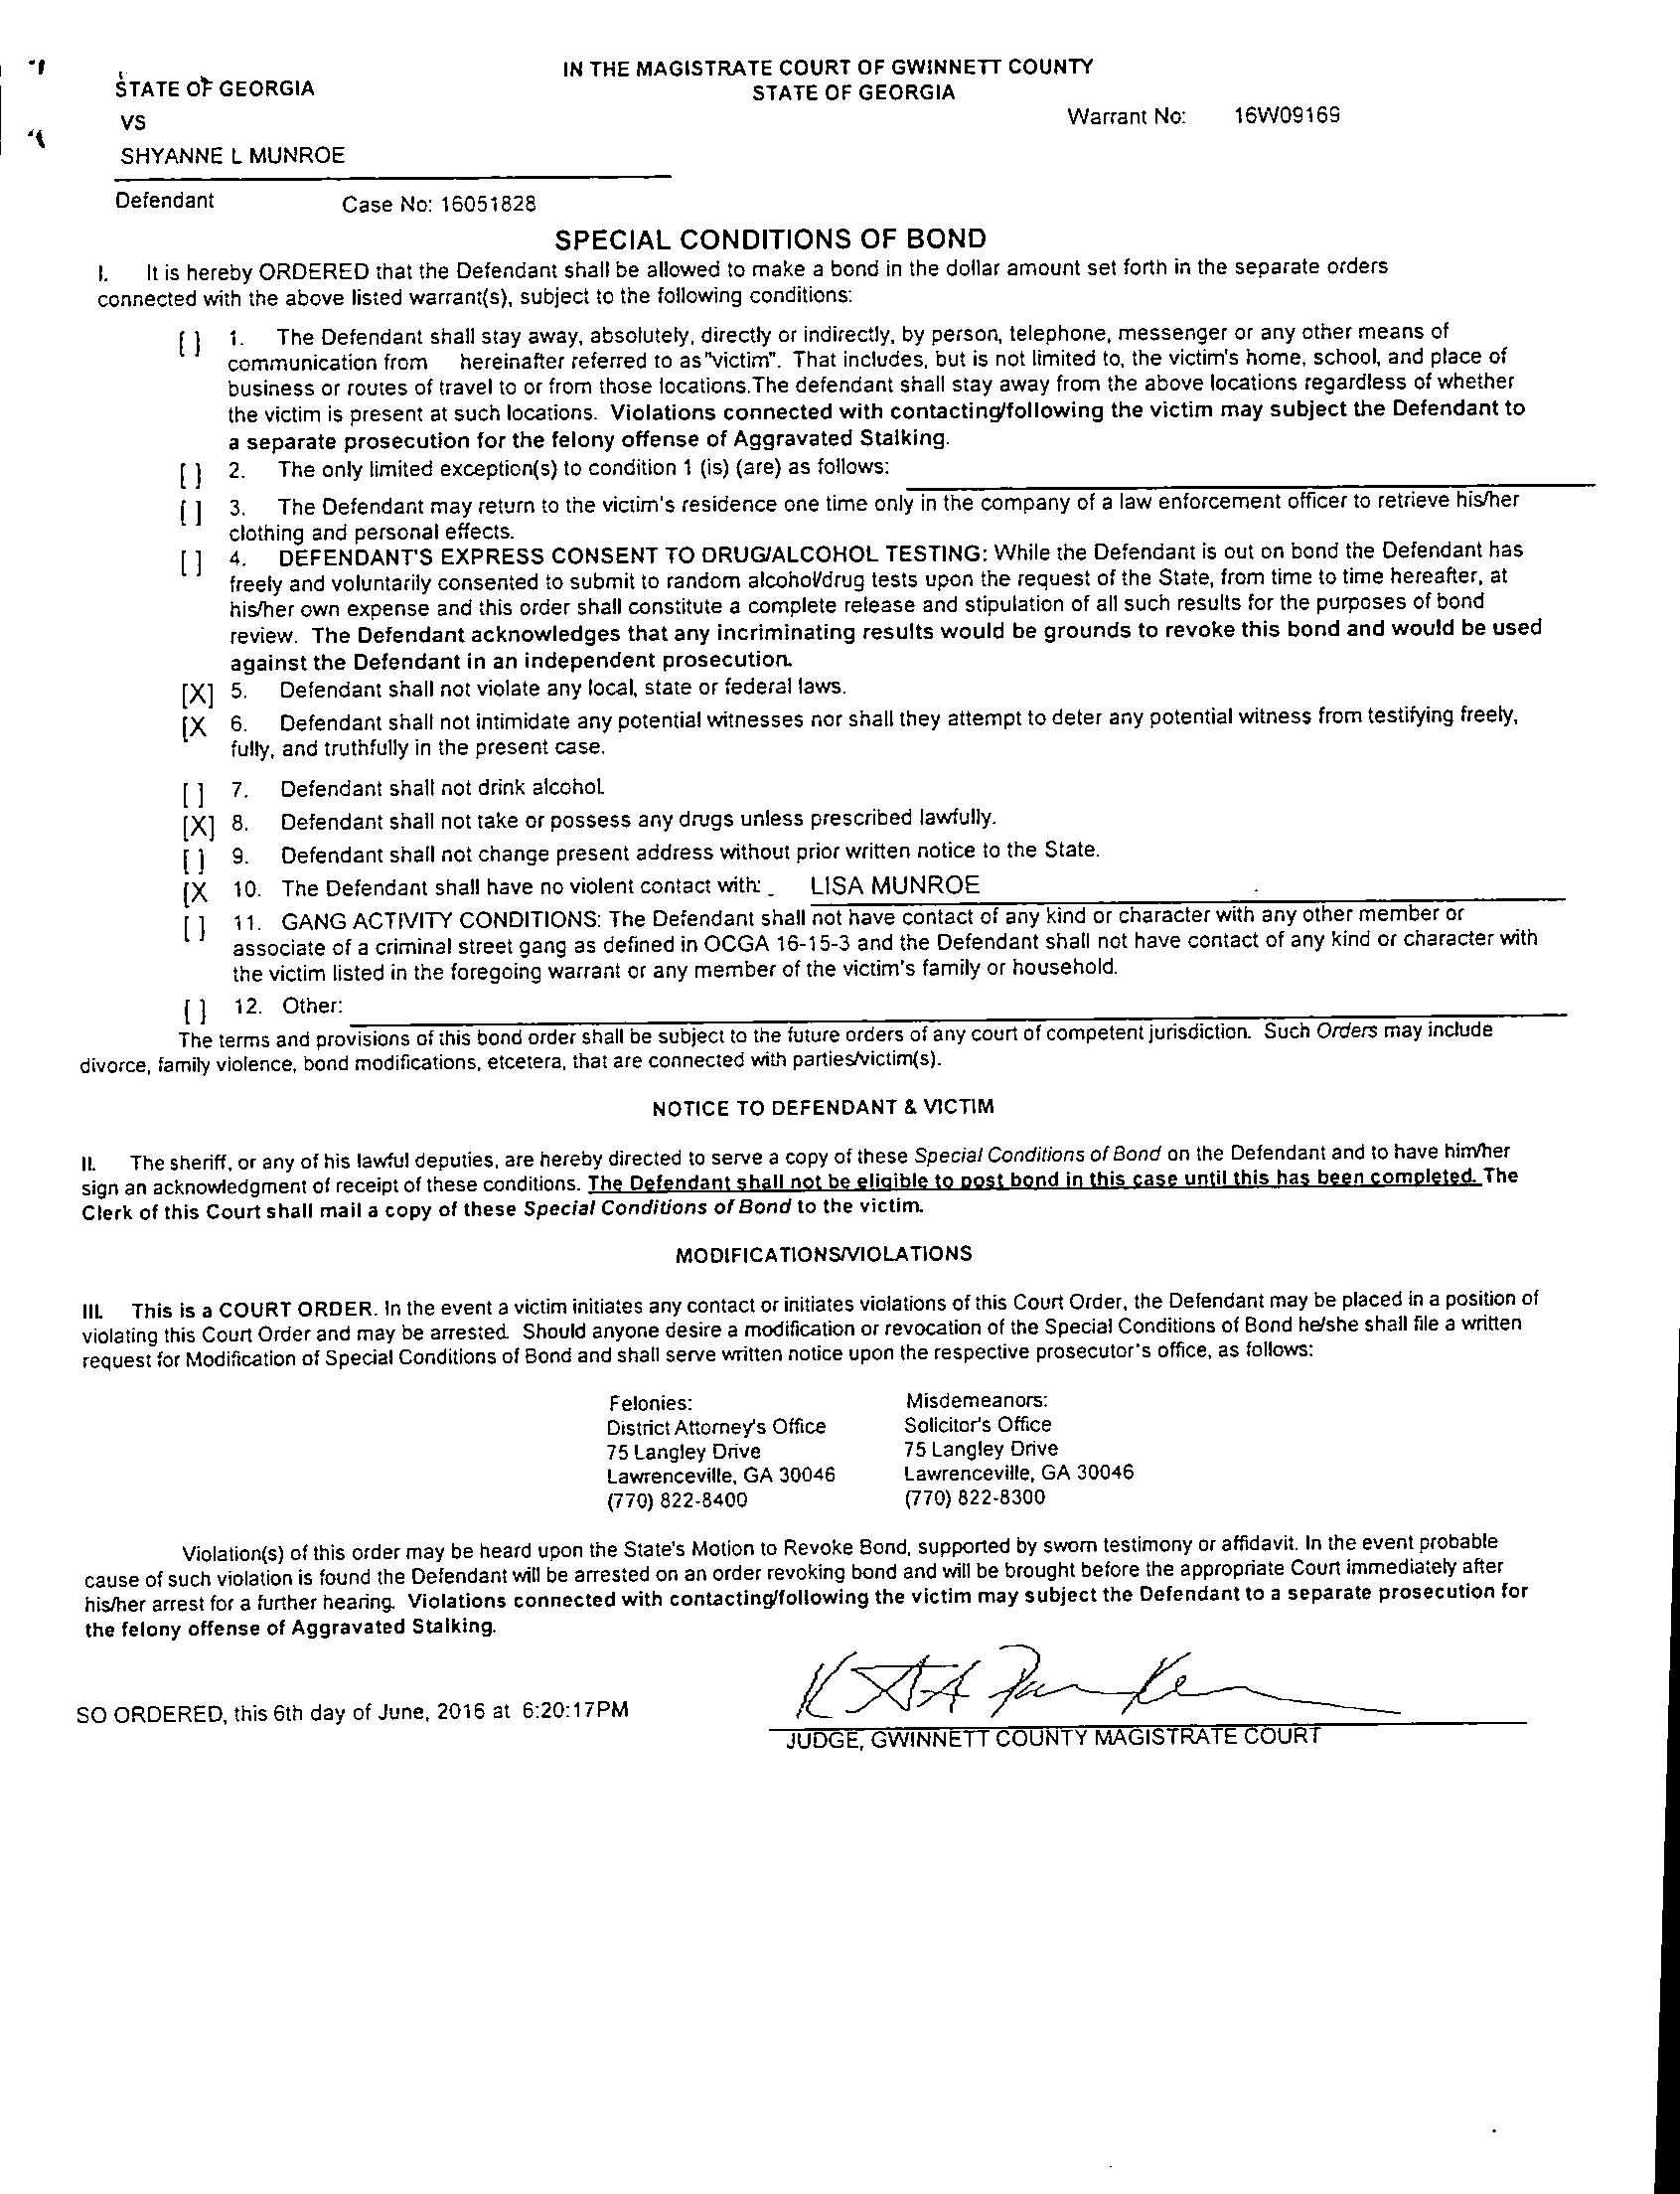 IN THE MAGISTRATE COURT OF GWINNETT COUNTY
STATE OF GEORGIA
STATE OF GEORGIA
VS
Warrant No: 16W09169
SHYANNE L MUNROE
Defendant Case No: 16051828
SPECIAL CONDITIONS OF BOND
I. It is hereby ORDERED that the Defendant shall be allowed to make a bond in the dollar amount set forth in the separate orders
connected with the above listed warrant(s), subject to the following conditions:
[ ] 1. The Defendant shall stay away, absolutely, directly or indirectly, by person, telephone, messenger or any other means of
communication from hereinafter referred to as "victim". That includes, but is not limited to, the victim's home, school, and place of
business or routes of travel to or from those locations.The defendant shall stay away from the above locations regardless of whether
the victim is present at such locations. Violations connected with contacting/following the victim may subject the Defendant to
a separate prosecution for the felony offense of Aggravated Stalking.
[ ] 2. The only limited exception(s) to condition 1 (is) (are) as follows:
[ ] 3. The Defendant may return to the victim's residence one time only in the company of a law enforcement officer to retrieve his/her
clothing and personal effects.
[ ] 4. DEFENDANT'S EXPRESS CONSENT TO DRUG/ALCOHOL TESTING: While the Defendant is out on bond the Defendant has
freely and voluntarily consented to submit to random alcohol/drug tests upon the request of the State, from time to time hereafter, at
his/her own expense and this order shall constitute a complete release and stipulation of all such results for the purposes of bond
review. The Defendant acknowledges that any incriminating results would be grounds to revoke this bond and would be used
against the Defendant in an independent prosecution.
[X] 5. Defendant shall not violate any local, state or federal laws.
[X 6. Defendant shall not intimidate any potential witnesses nor shall they attempt to deter any potential witness from testifying freely,
fully, and truthfully in the present case.
[ ] 7. Defendant shall not drink alcohol.
[X] 8. Defendant shall not take or possess any drugs unless prescribed lawfully.
[ ] 9. Defendant shall not change present address without prior written notice to the State.
[X 10. The Defendant shall have no violent contact with: LISA MUNROE
[ ] 11. GANG ACTIVITY CONDITIONS: The Defendant shall not have contact of any kind or character with any other member or
associate of a criminal street gang as defined in OCGA 16-15-3 and the Defendant shall not have contact of any kind or character with
the victim listed in the foregoing warrant or any member of the victim's family or household.
[ ] 12. Other:
The terms and provisions of this bond order shall be subject to the future orders of any court of competent jurisdiction. Such Orders may include
divorce, family violence, bond modifications, etcetera, that are connected with parties/victim(s).
NOTICE TO DEFENDANT & VICTIM
II. The sheriff, or any of his lawful deputies, are hereby directed to serve a copy of these Special Conditions of Bond on the Defendant and to have him/her
sign an acknowledgment of receipt of these conditions. The Defendant shall not be eligible to post bond in this case until this has been completed. The
Clerk of this Court shall mail a copy of these Special Conditions of Bond to the victim.
MODIFICATIONS/VIOLATIONS
III. This is a COURT ORDER. In the event a victim initiates any contact or initiates violations of this Court Order, the Defendant may be placed in a position of
violating this Court Order and may be arrested. Should anyone desire a modification or revocation of the Special Conditions of Bond he/she shall file a written
request for Modification of Special Conditions of Bond and shall serve written notice upon the respective prosecutor's office, as follows:
Felonies: Misdemeanors:
District Attorney's Office Solicitor's Office
75 Langley Drive 75 Langley Drive
Lawrenceville, GA 30046 Lawrenceville, GA 30046
(770) 822-8400 (770) 822-8300
Violation(s) of this order may be heard upon the State's Motion to Revoke Bond, supported by sworn testimony or affidavit. In the event probable
cause of such violation is found the Defendant will be arrested on an order revoking bond and will be brought before the appropriate Court immediately after
his/her arrest for a further hearing. Violations connected with contacting/following the victim may subject the Defendant to a separate prosecution for
the felony offense of Aggravated Stalking.
SO ORDERED, this 6th day of June, 2016 at 6:20:17PM
JUDGE, GWINNETT COUNTY MAGISTRATE COURT